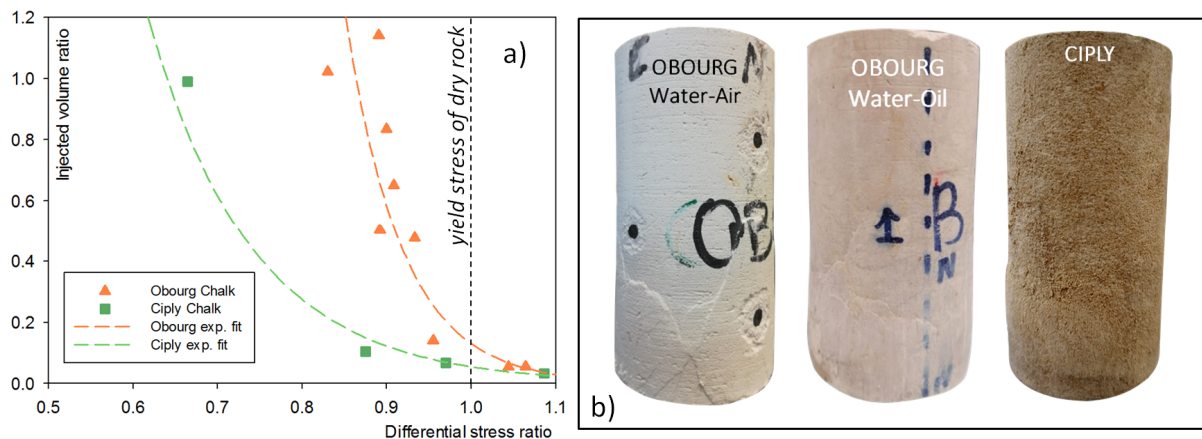 1.2
1.0
0.8
0.6
0.4
0.2
0.0
Injected volume ratio
a)
yield stress of dry rock
Obourg Chalk
Ciply Chalk
Obourg exp. fit
Ciply exp. fit
0.5 0.6 0.7 0.8 0.9 1.0 1.1
Differential stress ratio
OBOURG
Water-Air
OB
OBOURG
Water-Oil
B
N
N
CIPLY
b)